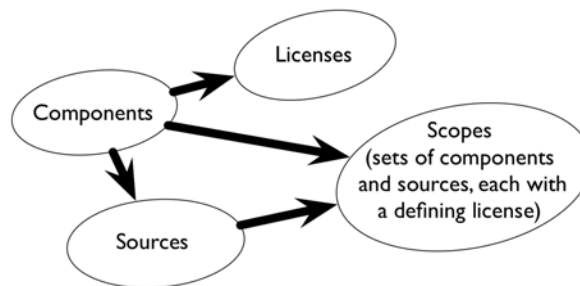 Licenses
Components
Scopes
(sets of components
and sources, each with
a defining license)
Sources